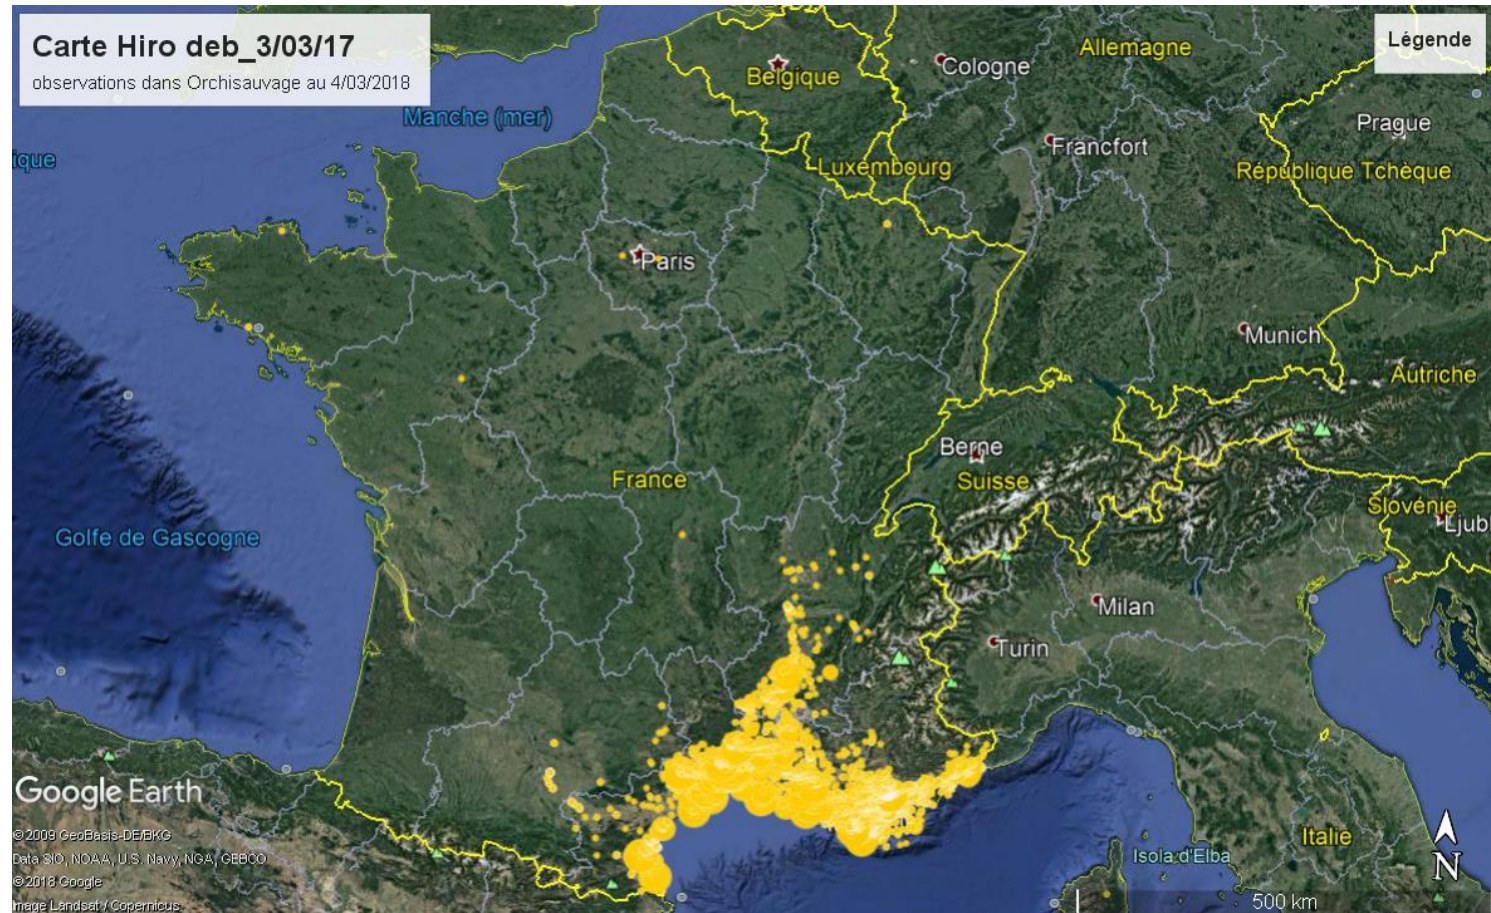 Carte Hiro deb_3/03/17
observations dans Orchisauvage au 4/03/2018
Légende
Allemagne
Cologne
Belgique
Manche (mer)
Prague
Francfort
ique
Luxembourg
République Tchèque
Paris
Munich
Autriche
Berne
France
Suisse
Slovénie
Ljubl
Golfe de Gascogne
Milan
Turin
Google Earth
©2009 GeoBasis-DE/BKG
Data SIO, NOAA, U.S. Navy, NGA, GEBCO
©2018 Google
Image Landsat / Copernicus
Italie
Isola d'Elba
N
500 km